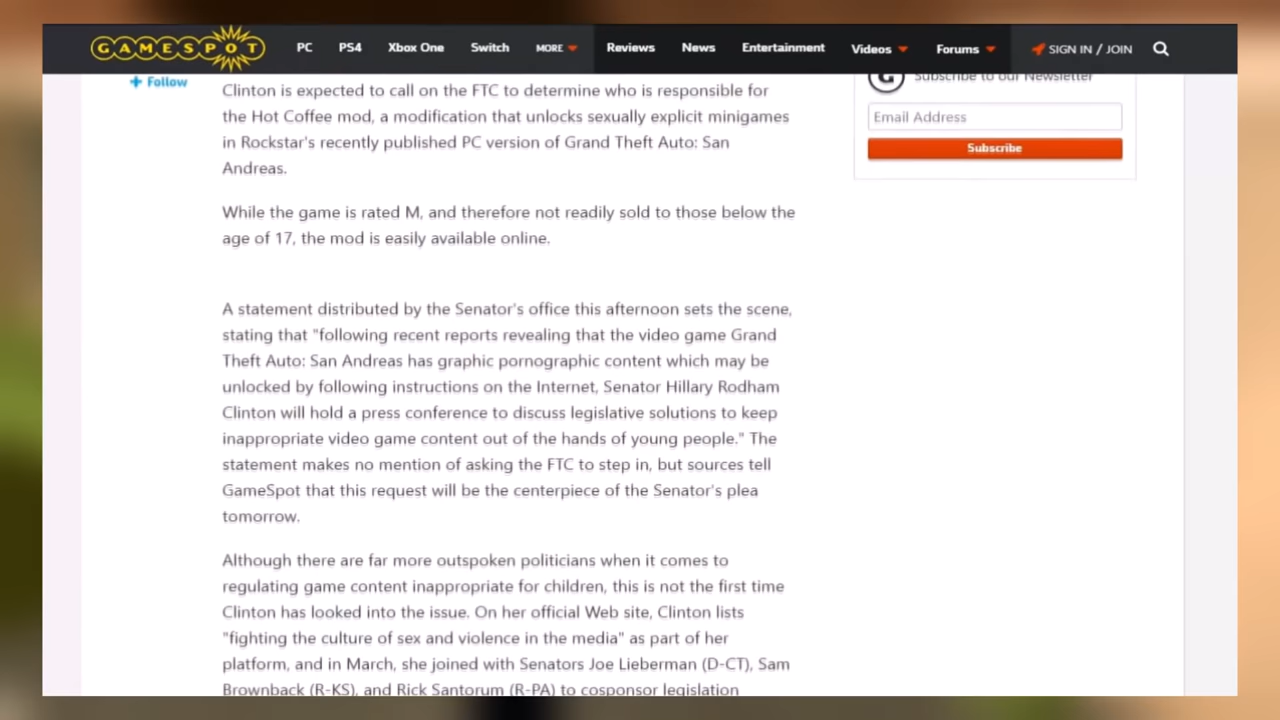 GAMESPOT PC PS4 Xbox One Switch MORE Reviews News Entertainment Videos Forums SIGN IN / JOIN
+ Follow
Subscribe to our Newsletter
Email Address
Subscribe
Clinton is expected to call on the FTC to determine who is responsible for
the Hot Coffee mod, a modification that unlocks sexually explicit minigames
in Rockstar's recently published PC version of Grand Theft Auto: San
Andreas.
While the game is rated M, and therefore not readily sold to those below the
age of 17, the mod is easily available online.
A statement distributed by the Senator's office this afternoon sets the scene,
stating that "following recent reports revealing that the video game Grand
Theft Auto: San Andreas has graphic pornographic content which may be
unlocked by following instructions on the Internet, Senator Hillary Rodham
Clinton will hold a press conference to discuss legislative solutions to keep
inappropriate video game content out of the hands of young people." The
statement makes no mention of asking the FTC to step in, but sources tell
GameSpot that this request will be the centerpiece of the Senator's plea
tomorrow.
Although there are far more outspoken politicians when it comes to
regulating game content inappropriate for children, this is not the first time
Clinton has looked into the issue. On her official Web site, Clinton lists
"fighting the culture of sex and violence in the media" as part of her
platform, and in March, she joined with Senators Joe Lieberman (D-CT), Sam
Brownback (R-KS), and Rick Santorum (R-PA) to cosponsor legislation